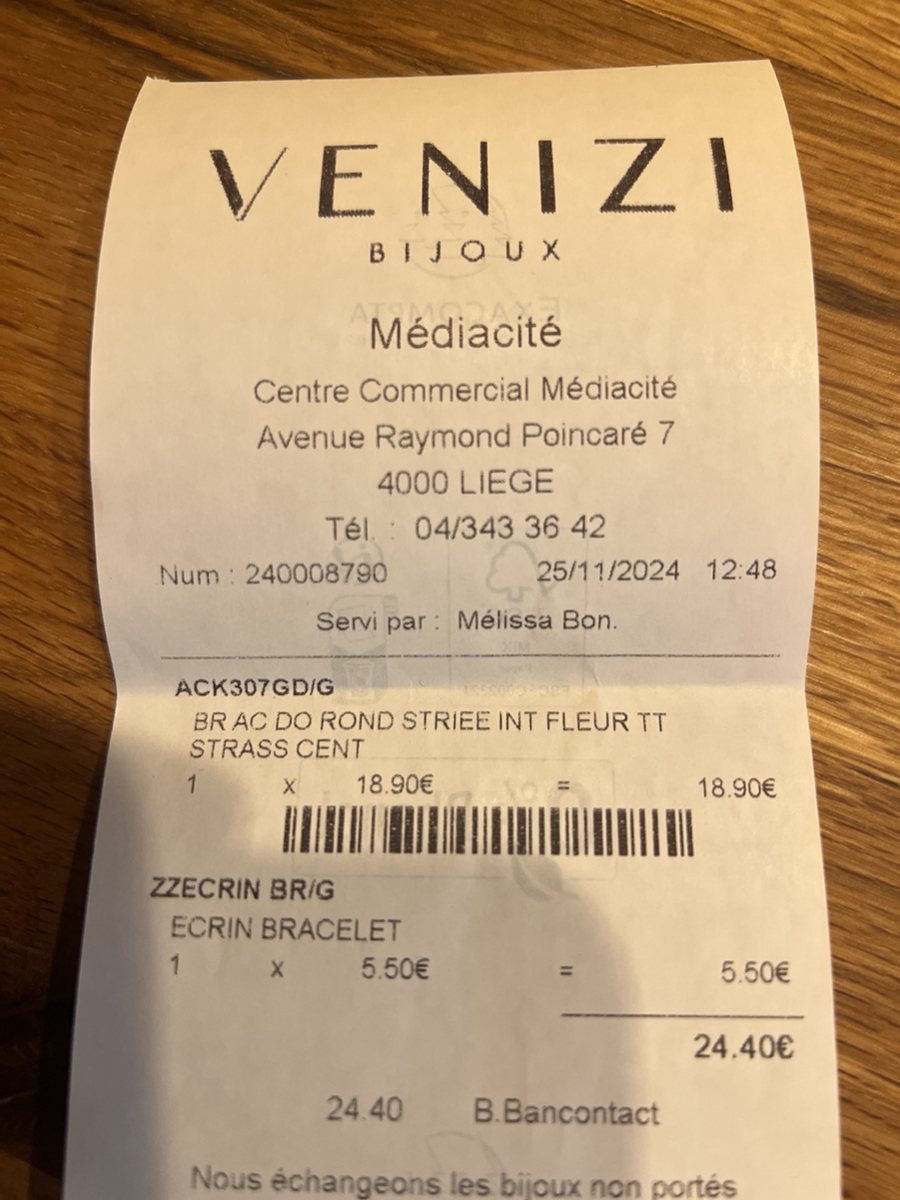 VENIZI
BIJOUX
Médiacité
Centre Commercial Médiacité
Avenue Raymond Poincaré 7
4000 LIEGE
Tél. : 04/343 36 42
Num : 240008790 25/11/2024 12:48
Servi par : Mélissa Bon.
ACK307GD/G
BR AC DO ROND STRIEE INT FLEUR TT
STRASS CENT
1 x 18.90€ = 18.90€
ZZECRIN BR/G
ECRIN BRACELET
1 x 5.50€ = 5.50€
24.40€
24.40 B.Bancontact
Nous échangeons les bijoux non portés